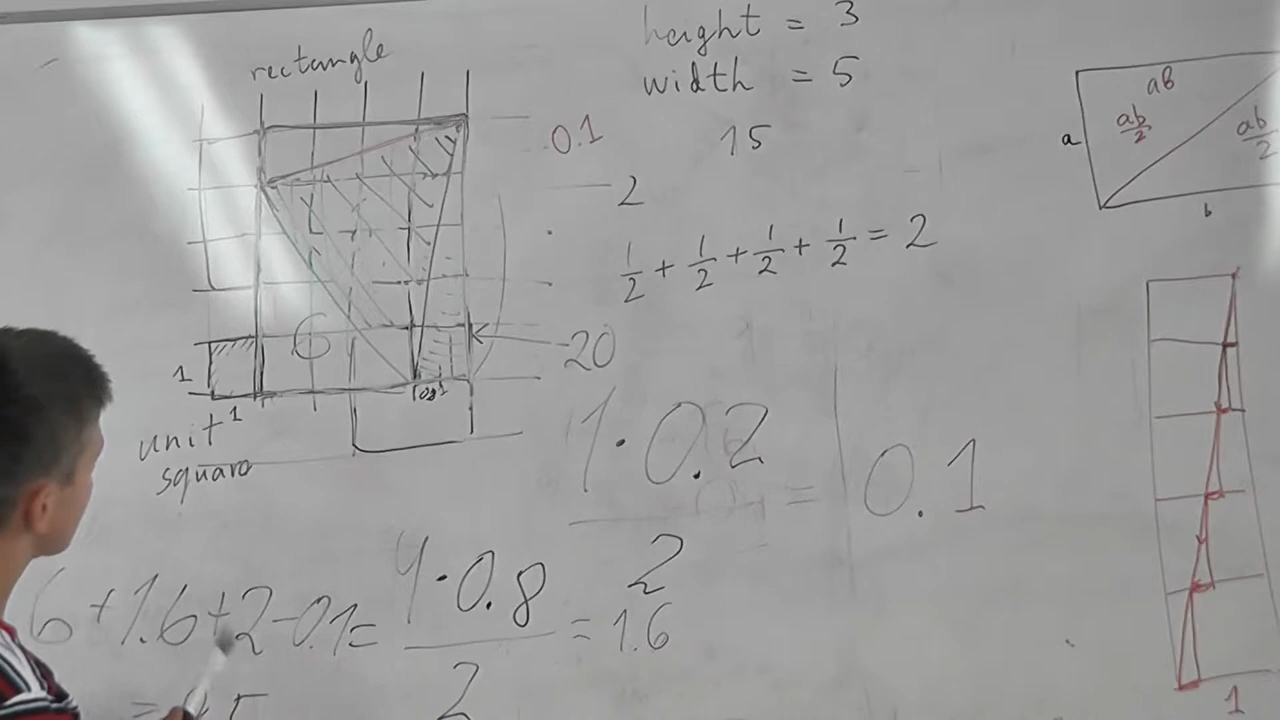 rectangle
height = 3
width = 5
15
0.1
2
1/2 + 1/2 + 1/2 + 1/2 = 2
6
20
1
1
unit
square
1 · 0.2 / 2 = 0.1
6 + 1.6 + 2 - 0.1 =
4 · 0.8 / 2 = 1.6
ab
ab/2
ab/2
a
b
1